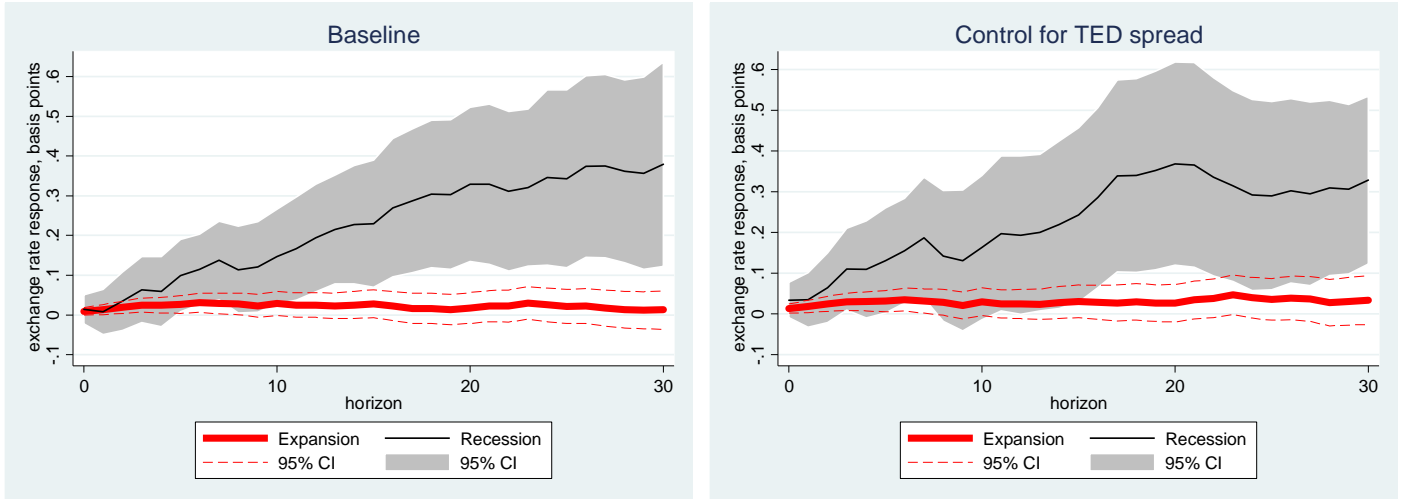 Baseline
exchange rate response, basis points
.6
.5
.4
.3
.2
.1
0
-.1
0 10 20 30
horizon
Expansion Recession
95% CI 95% CI
Control for TED spread
exchange rate response, basis points
.6
.5
.4
.3
.2
.1
0
-.1
0 10 20 30
horizon
Expansion Recession
95% CI 95% CI